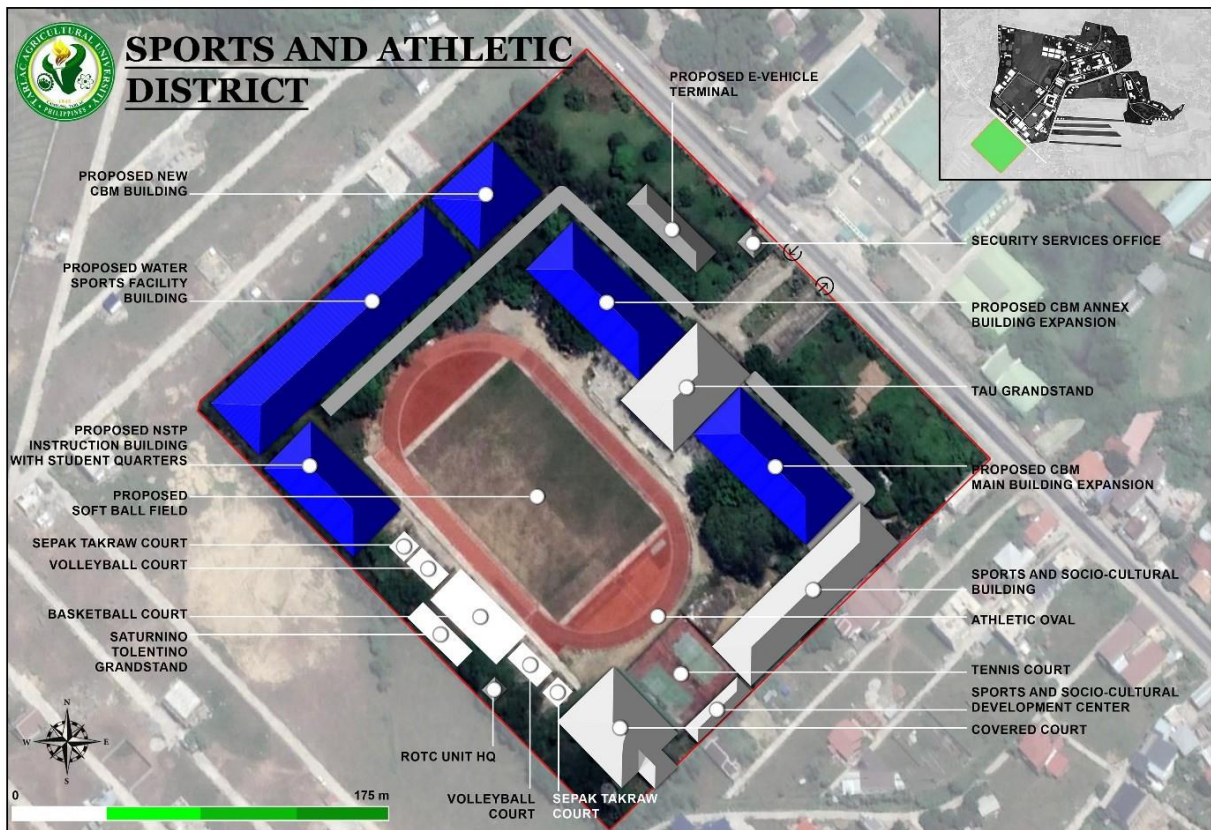 SPORTS AND ATHLETIC
DISTRICT
TARLAC AGRICULTURAL UNIVERSITY
PHILIPPINES
PROPOSED E-VEHICLE
TERMINAL
PROPOSED NEW
CBM BUILDING
SECURITY SERVICES OFFICE
PROPOSED WATER
SPORTS FACILITY
BUILDING
PROPOSED CBM ANNEX
BUILDING EXPANSION
TAU GRANDSTAND
PROPOSED NSTP
INSTRUCTION BUILDING
WITH STUDENT QUARTERS
PROPOSED CBM
MAIN BUILDING EXPANSION
PROPOSED
SOFT BALL FIELD
SEPAK TAKRAW COURT
VOLLEYBALL COURT
SPORTS AND SOCIO-CULTURAL
BUILDING
BASKETBALL COURT
ATHLETIC OVAL
SATURNINO
TOLENTINO
GRANDSTAND
TENNIS COURT
SPORTS AND SOCIO-CULTURAL
DEVELOPMENT CENTER
COVERED COURT
ROTC UNIT HQ
VOLLEYBALL
COURT
SEPAK TAKRAW
COURT
N
W E
S
0 175 m